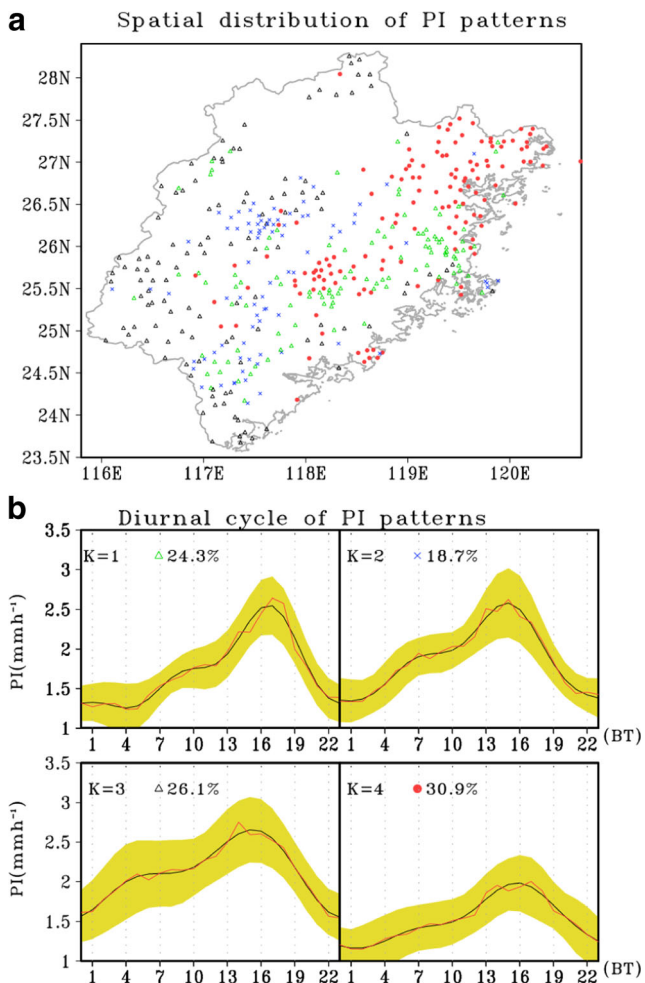 a Spatial distribution of PI patterns
28N
27.5N
27N
26.5N
26N
25.5N
25N
24.5N
24N
23.5N
116E 117E 118E 119E 120E
b Diurnal cycle of PI patterns
3.5
3
2.5
2
1.5
1
PI(mmh⁻¹)
K=1 24.3%
K=2 18.7%
1 4 7 10 13 16 19 22 1 4 7 10 13 16 19 22 (BT)
3.5
3
2.5
2
1.5
1
PI(mmh⁻¹)
K=3 26.1%
K=4 30.9%
1 4 7 10 13 16 19 22 1 4 7 10 13 16 19 22 (BT)